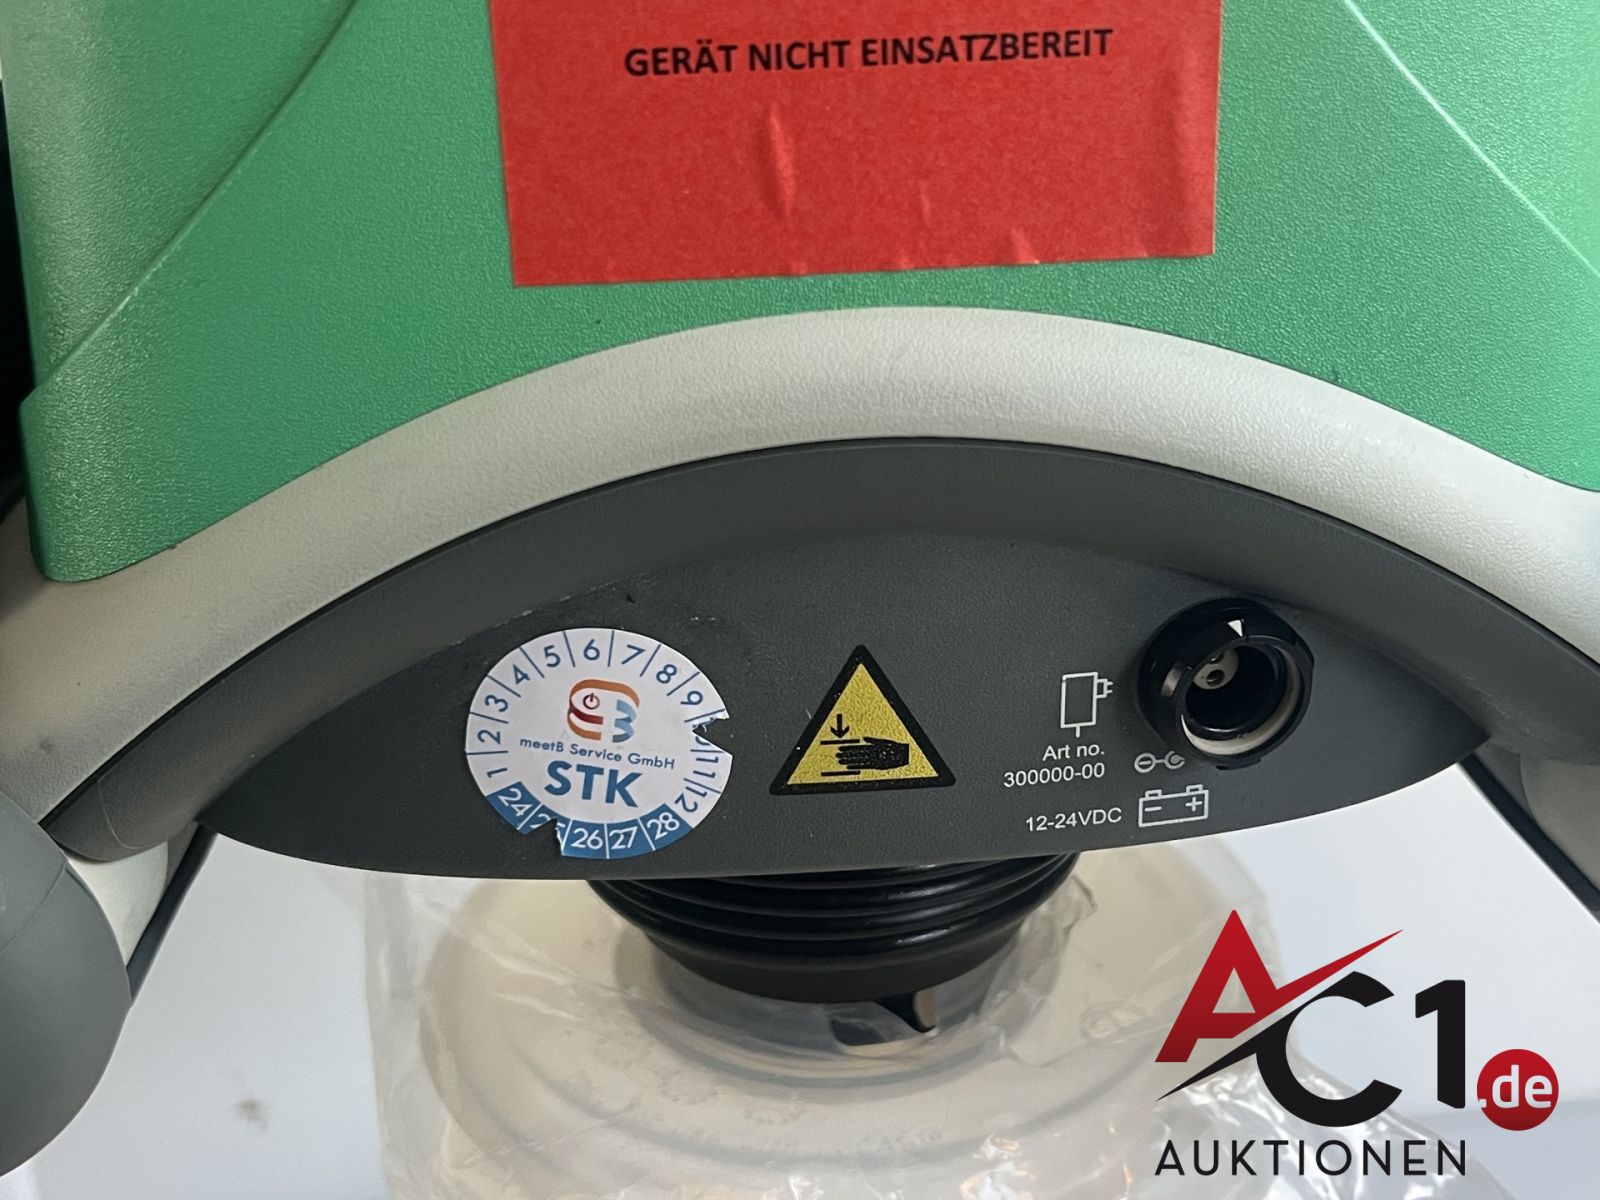 GERÄT NICHT EINSATZBEREIT
1 2 3 4 5 6 7 8 9 11 12
meetB Service GmbH
STK
24 26 27 28
Art no.
300000-00
12-24VDC
AC1.de
AUKTIONEN